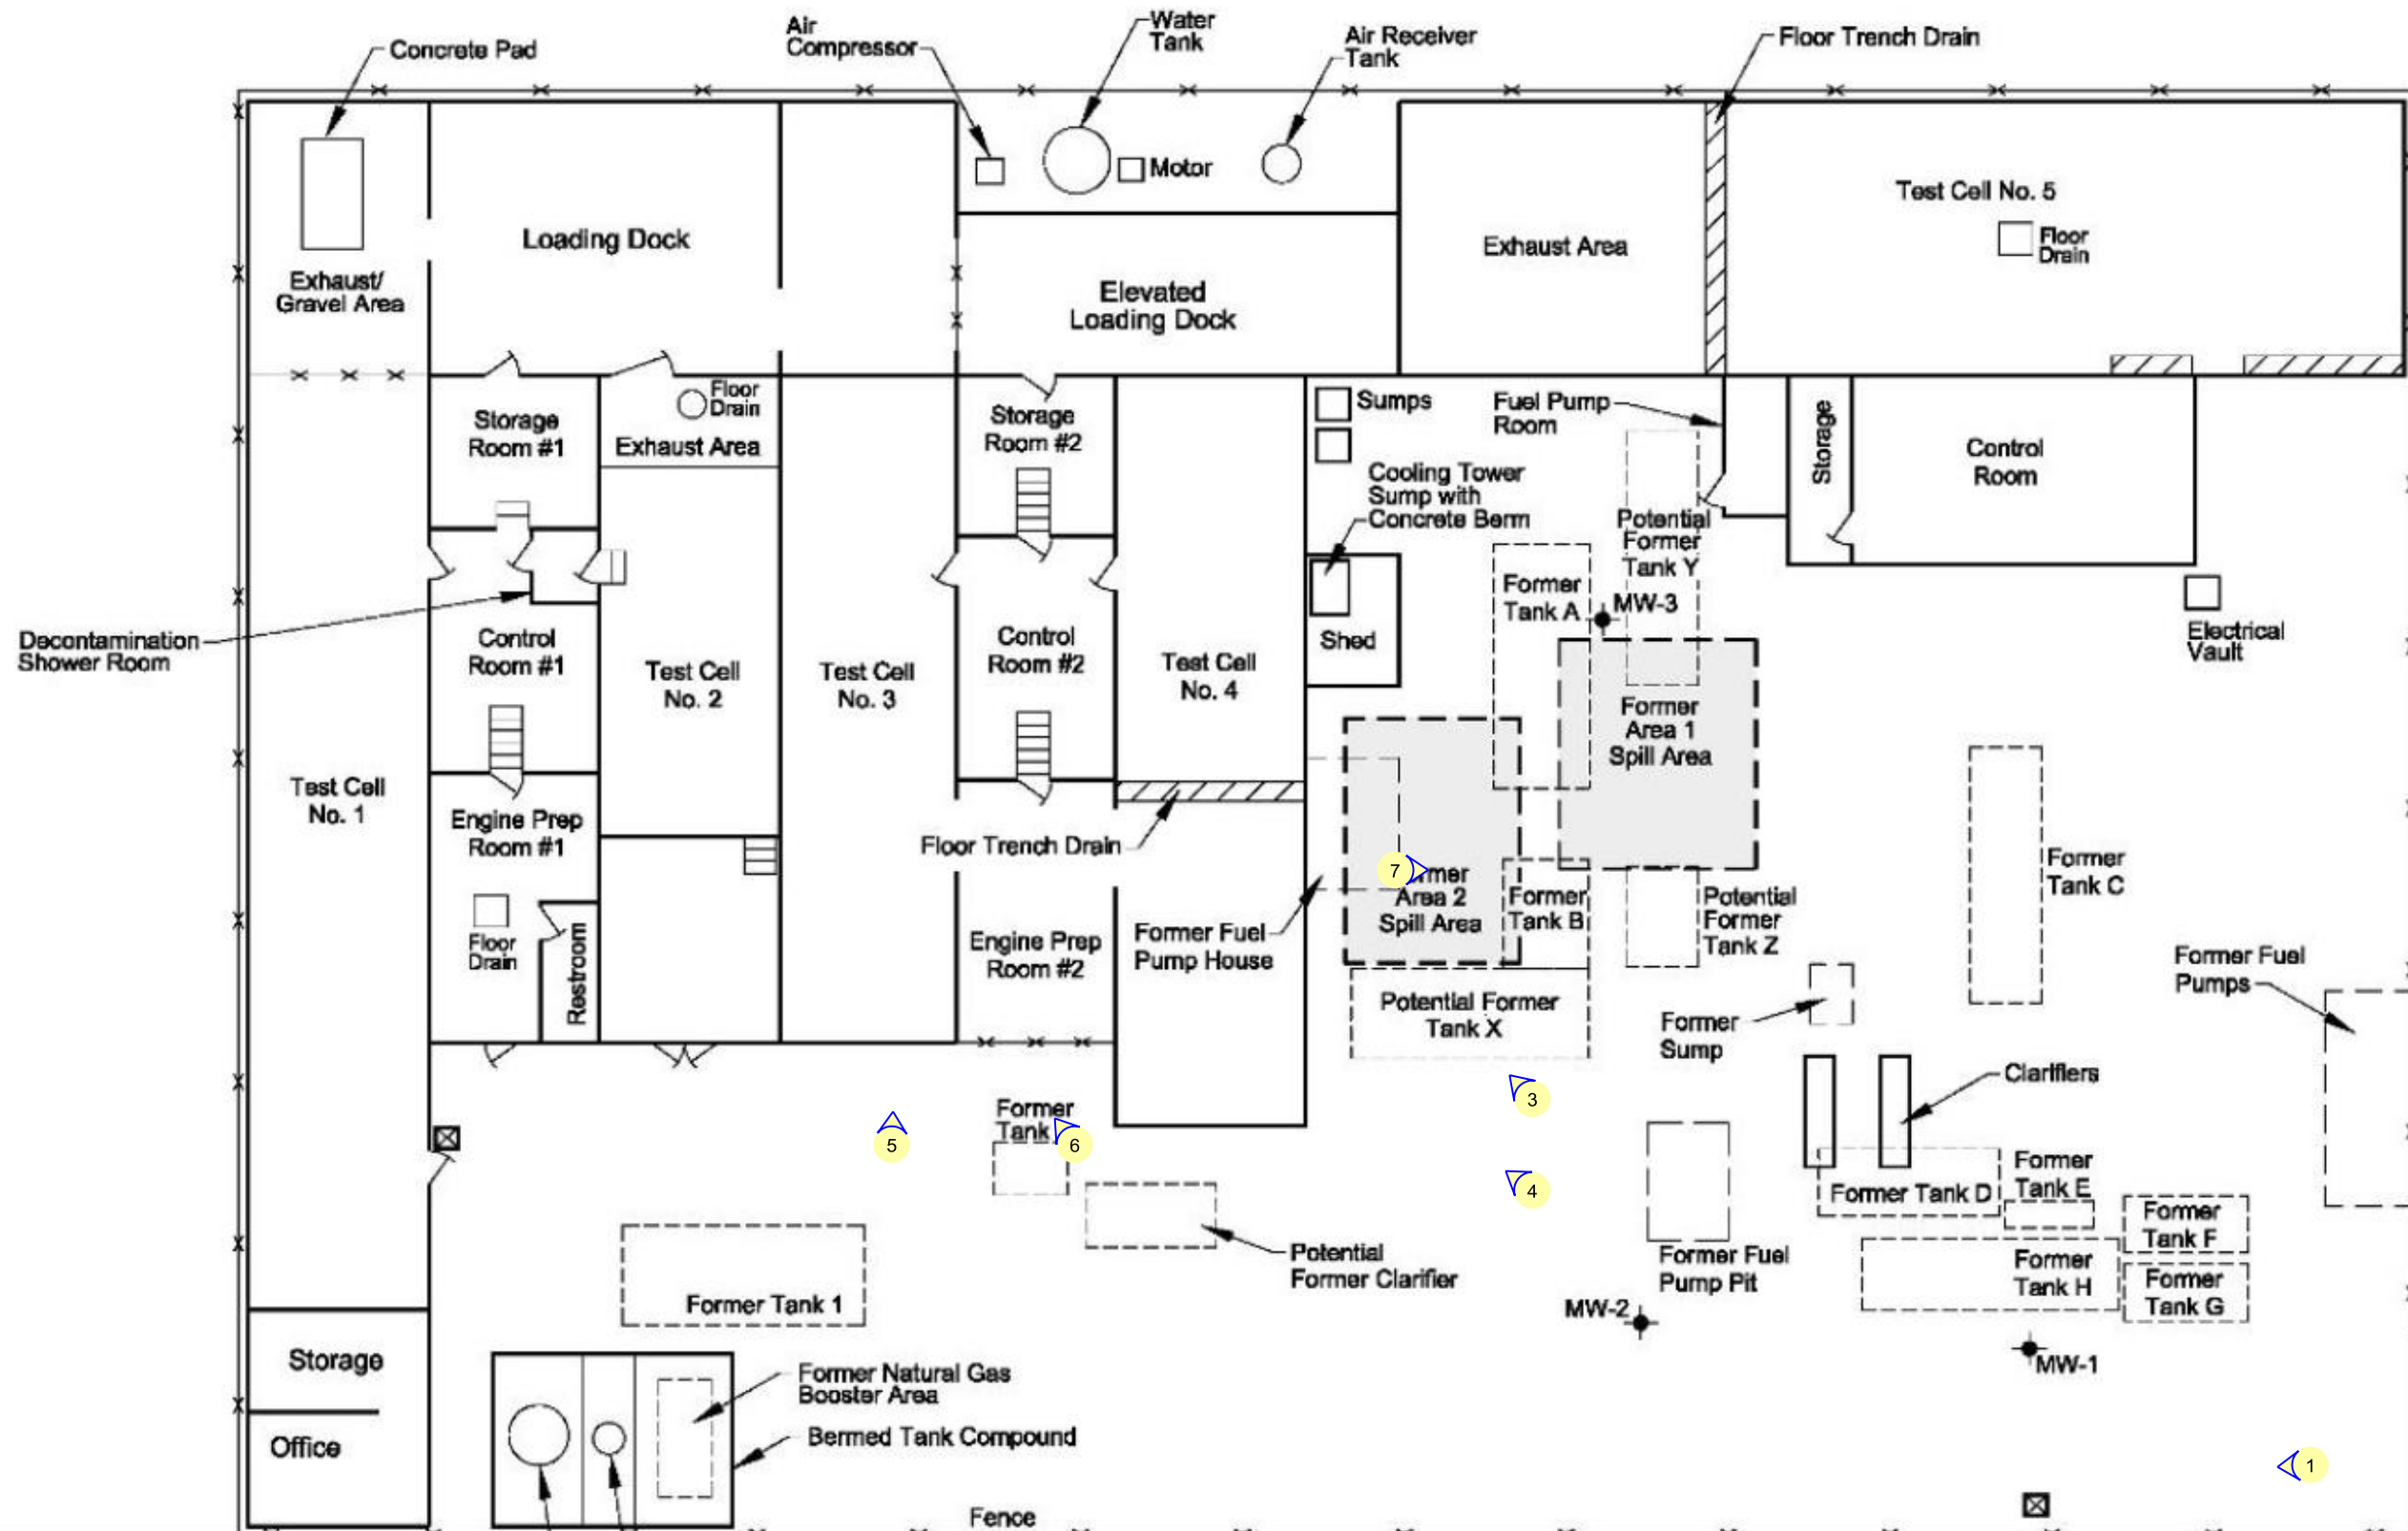 Concrete Pad
Air
Compressor
Water
Tank
Air Receiver
Tank
Floor Trench Drain
Motor
Test Cell No. 5
Floor
Drain
Loading Dock
Exhaust Area
Exhaust/
Gravel Area
Elevated
Loading Dock
Floor
Drain
Exhaust Area
Storage
Room #1
Storage
Room #2
Sumps
Fuel Pump
Room
Storage
Control
Room
Cooling Tower
Sump with
Concrete Berm
Potential
Former
Tank Y
Former
Tank A
MW-3
Electrical
Vault
Decontamination
Shower Room
Control
Room #1
Test Cell
No. 2
Test Cell
No. 3
Control
Room #2
Test Cell
No. 4
Shed
Former
Area 1
Spill Area
Test Cell
No. 1
Engine Prep
Room #1
Floor Trench Drain
7
Area 2
Spill Area
Former
Tank B
Potential
Former
Tank Z
Former
Tank C
Floor
Drain
Restroom
Engine Prep
Room #2
Former Fuel
Pump House
Potential Former
Tank X
Former
Sump
Former Fuel
Pumps
Clarifiers
3
Former
Tank
5
6
4
Former Tank D
Former
Tank E
Former
Tank F
Former
Tank H
Former
Tank G
Former Fuel
Pump Pit
Potential
Former Clarifier
Former Tank 1
MW-2
MW-1
Storage
Office
Former Natural Gas
Booster Area
Bermed Tank Compound
1
Fence